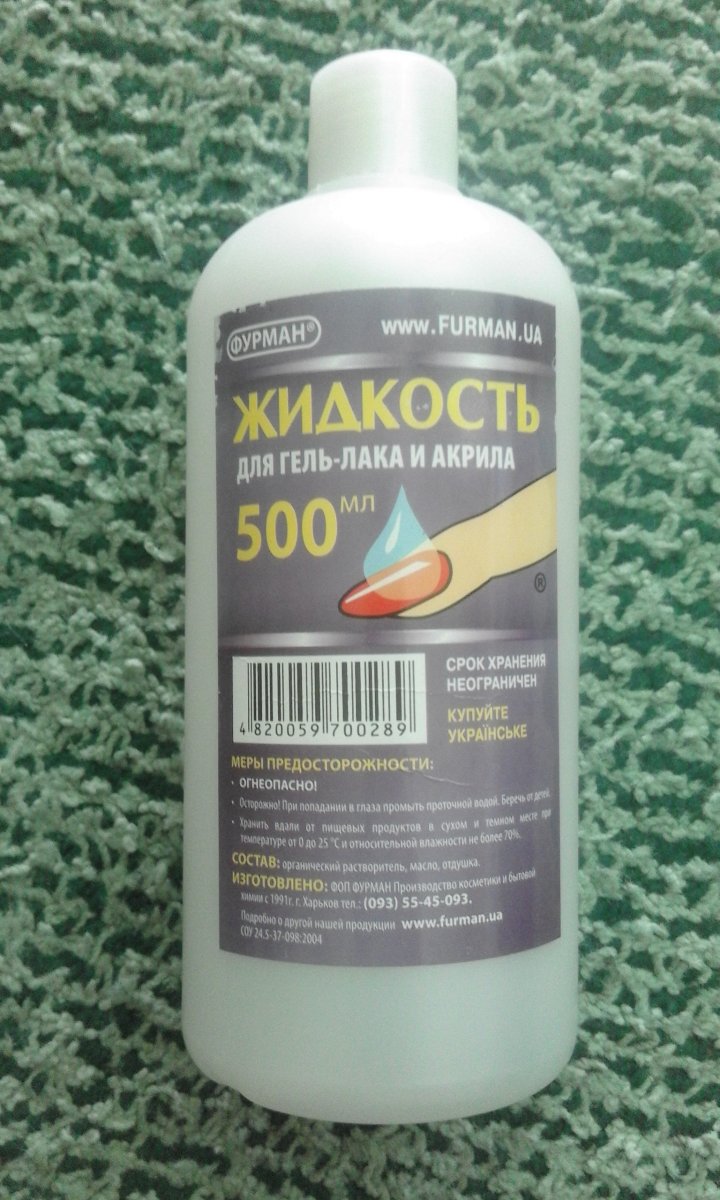 ФУРМАН®
www.FURMAN.UA
ЖИДКОСТЬ
ДЛЯ ГЕЛЬ-ЛАКА И АКРИЛА
500 МЛ
®
СРОК ХРАНЕНИЯ
НЕОГРАНИЧЕН
КУПУЙТЕ
УКРАЇНСЬКЕ
4 820059 700289
МЕРЫ ПРЕДОСТОРОЖНОСТИ:
• ОГНЕОПАСНО!
• Осторожно! При попадании в глаза промыть проточной водой. Беречь от детей.
• Хранить вдали от пищевых продуктов в сухом и темном месте при
температуре от 0 до 25 °С и относительной влажности не более 70%.
СОСТАВ: органический растворитель, масло, отдушка.
ИЗГОТОВЛЕНО: ФОП ФУРМАН Производство косметики и бытовой
химии с 1991г. г. Харьков тел.: (093) 55-45-093.
Подробно о другой нашей продукции www.furman.ua
СОУ 24.5-37-098:2004